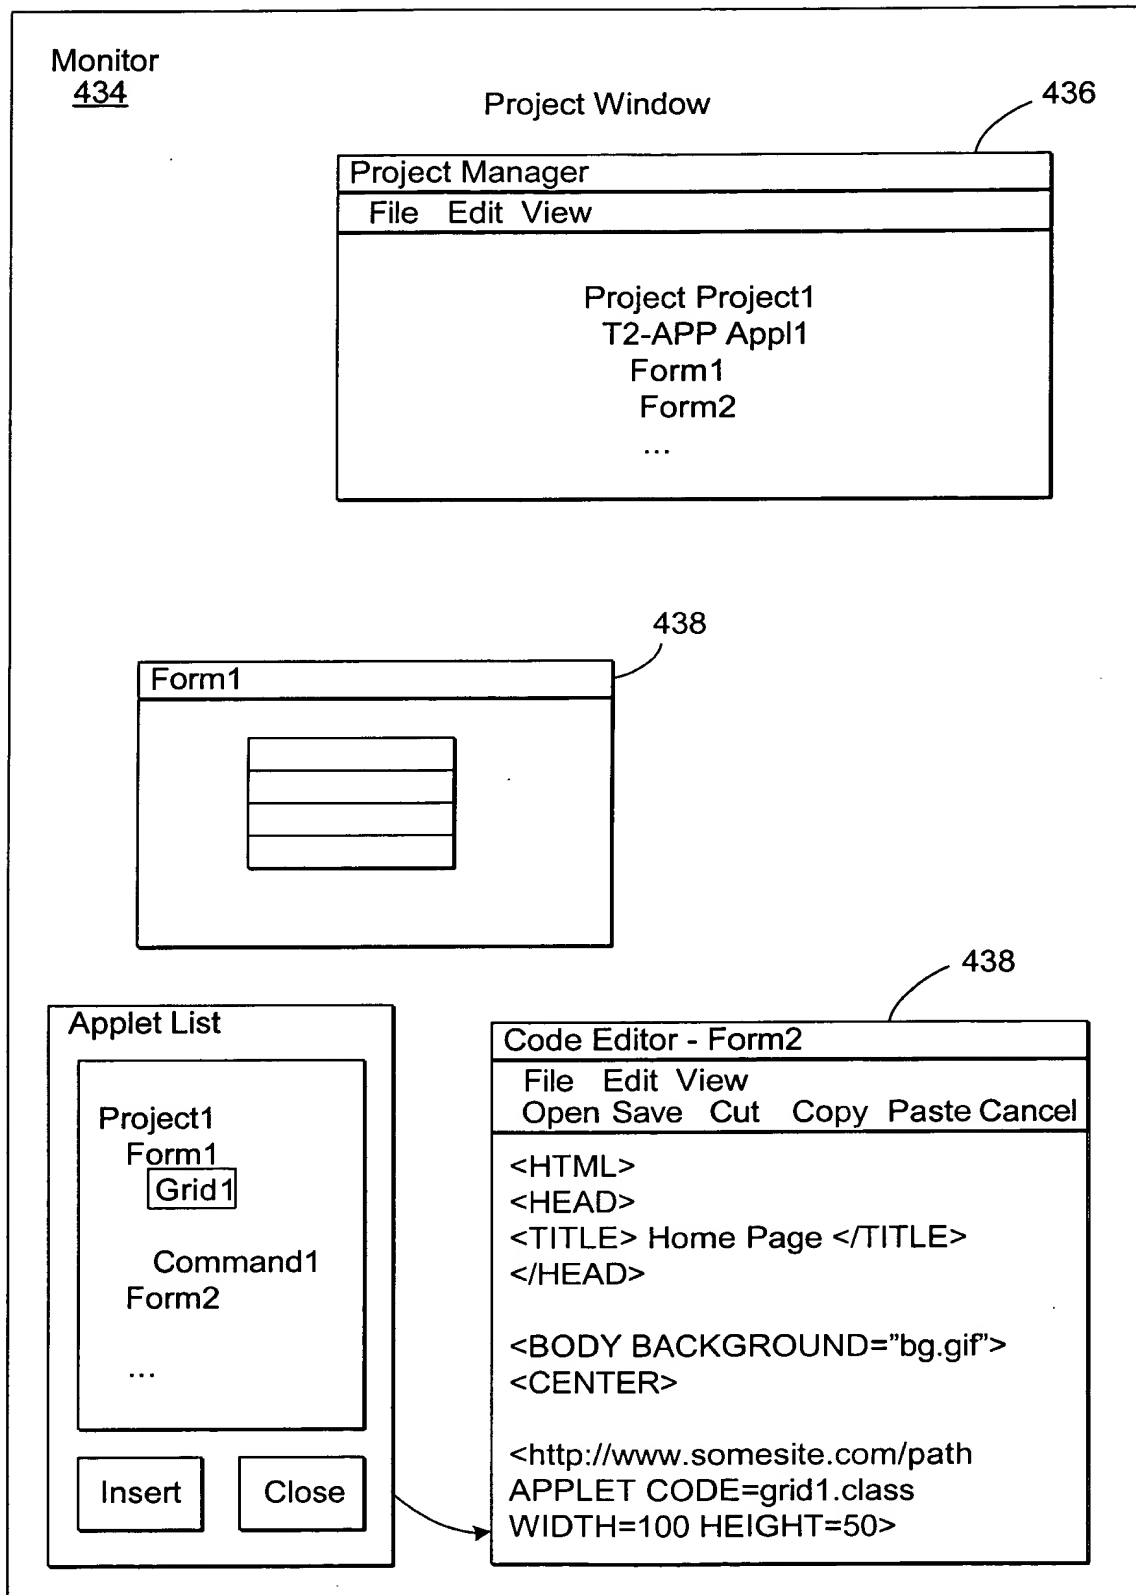 Monitor
434
Project Window
436
Project Manager
File Edit View
Project Project1
T2-APP Appl1
Form1
Form2
...
438
Form1
438
Applet List
Project1
Form1
Grid1
Command1
Form2
...
Insert Close
Code Editor - Form2
File Edit View
Open Save Cut Copy Paste Cancel
<HTML>
<HEAD>
<TITLE> Home Page </TITLE>
</HEAD>
<BODY BACKGROUND="bg.gif">
<CENTER>
<http://www.somesite.com/path
APPLET CODE=grid1.class
WIDTH=100 HEIGHT=50>